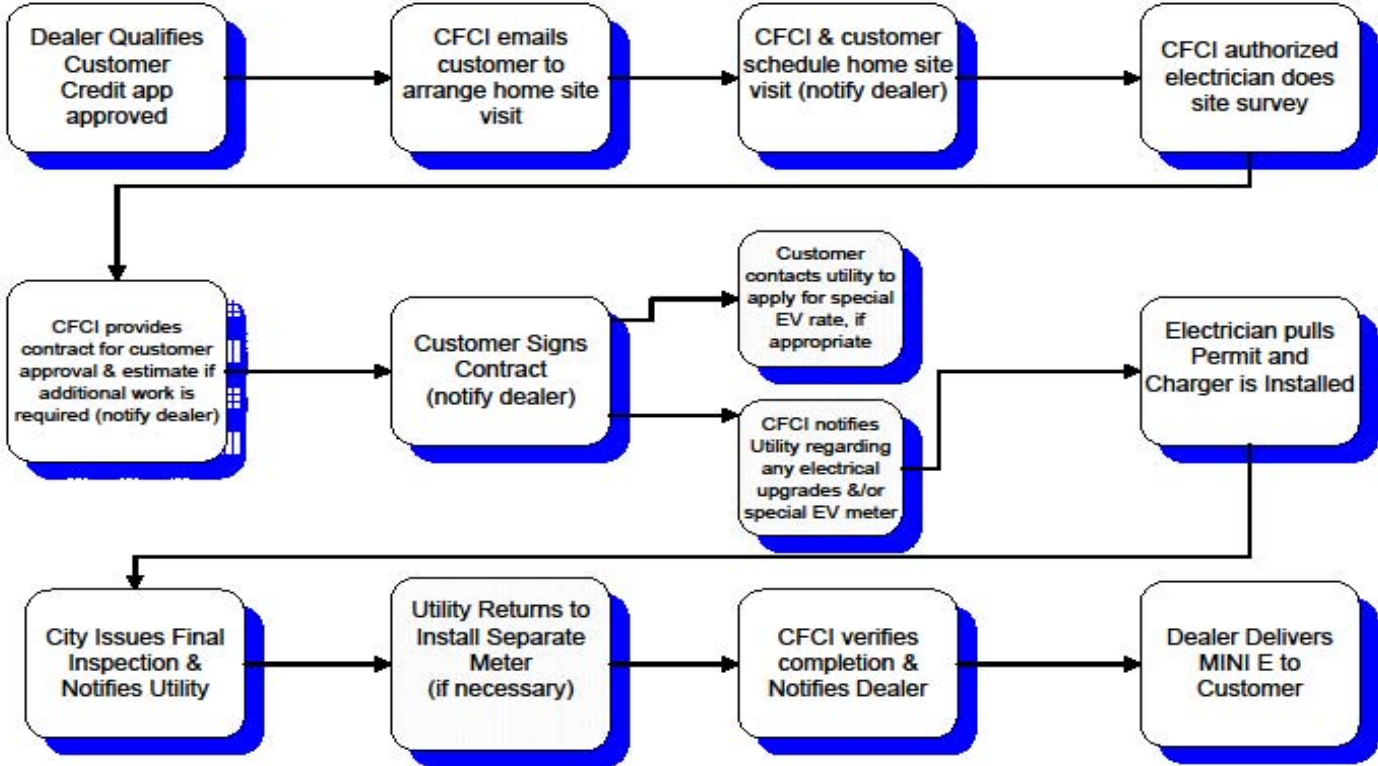 Dealer Qualifies
Customer
Credit app
approved
CFCI emails
customer to
arrange home site
visit
CFCI & customer
schedule home site
visit (notify dealer)
CFCI authorized
electrician does
site survey
CFCI provides
contract for customer
approval & estimate if
additional work is
required (notify dealer)
Customer Signs
Contract
(notify dealer)
Customer
contacts utility to
apply for special
EV rate, if
appropriate
CFCI notifies
Utility regarding
any electrical
upgrades &/or
special EV meter
Electrician pulls
Permit and
Charger is Installed
City Issues Final
Inspection &
Notifies Utility
Utility Returns to
Install Separate
Meter
(if necessary)
CFCI verifies
completion &
Notifies Dealer
Dealer Delivers
MINI E to
Customer